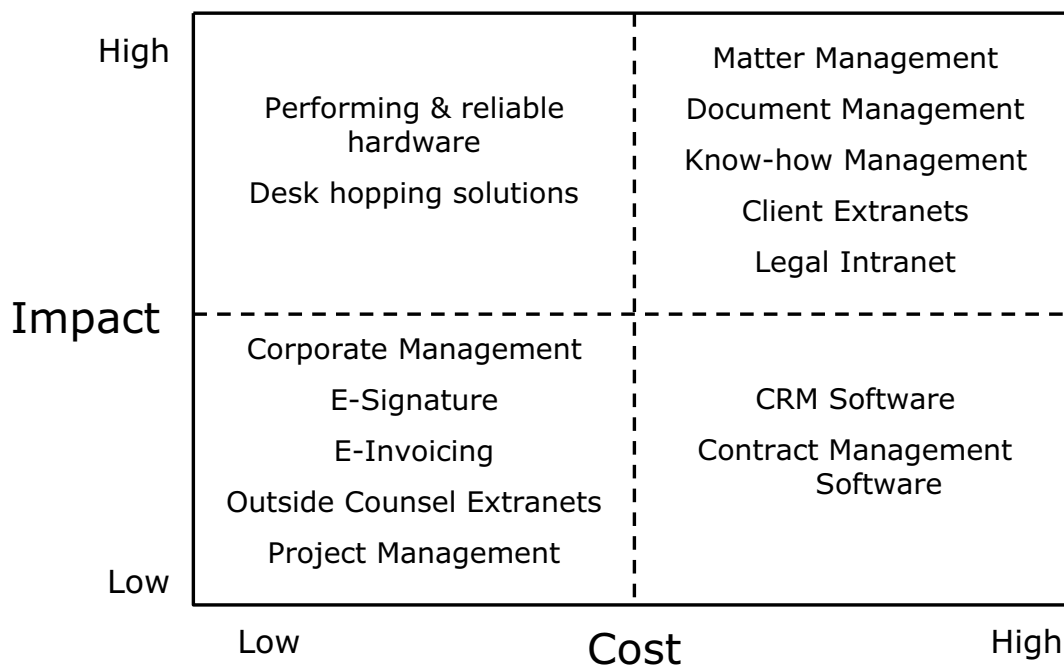 High
Performing & reliable
hardware
Desk hopping solutions
Matter Management
Document Management
Know-how Management
Client Extranets
Legal Intranet
Impact
Corporate Management
E-Signature
E-Invoicing
Outside Counsel Extranets
Project Management
CRM Software
Contract Management
Software
Low
Low
Cost
High